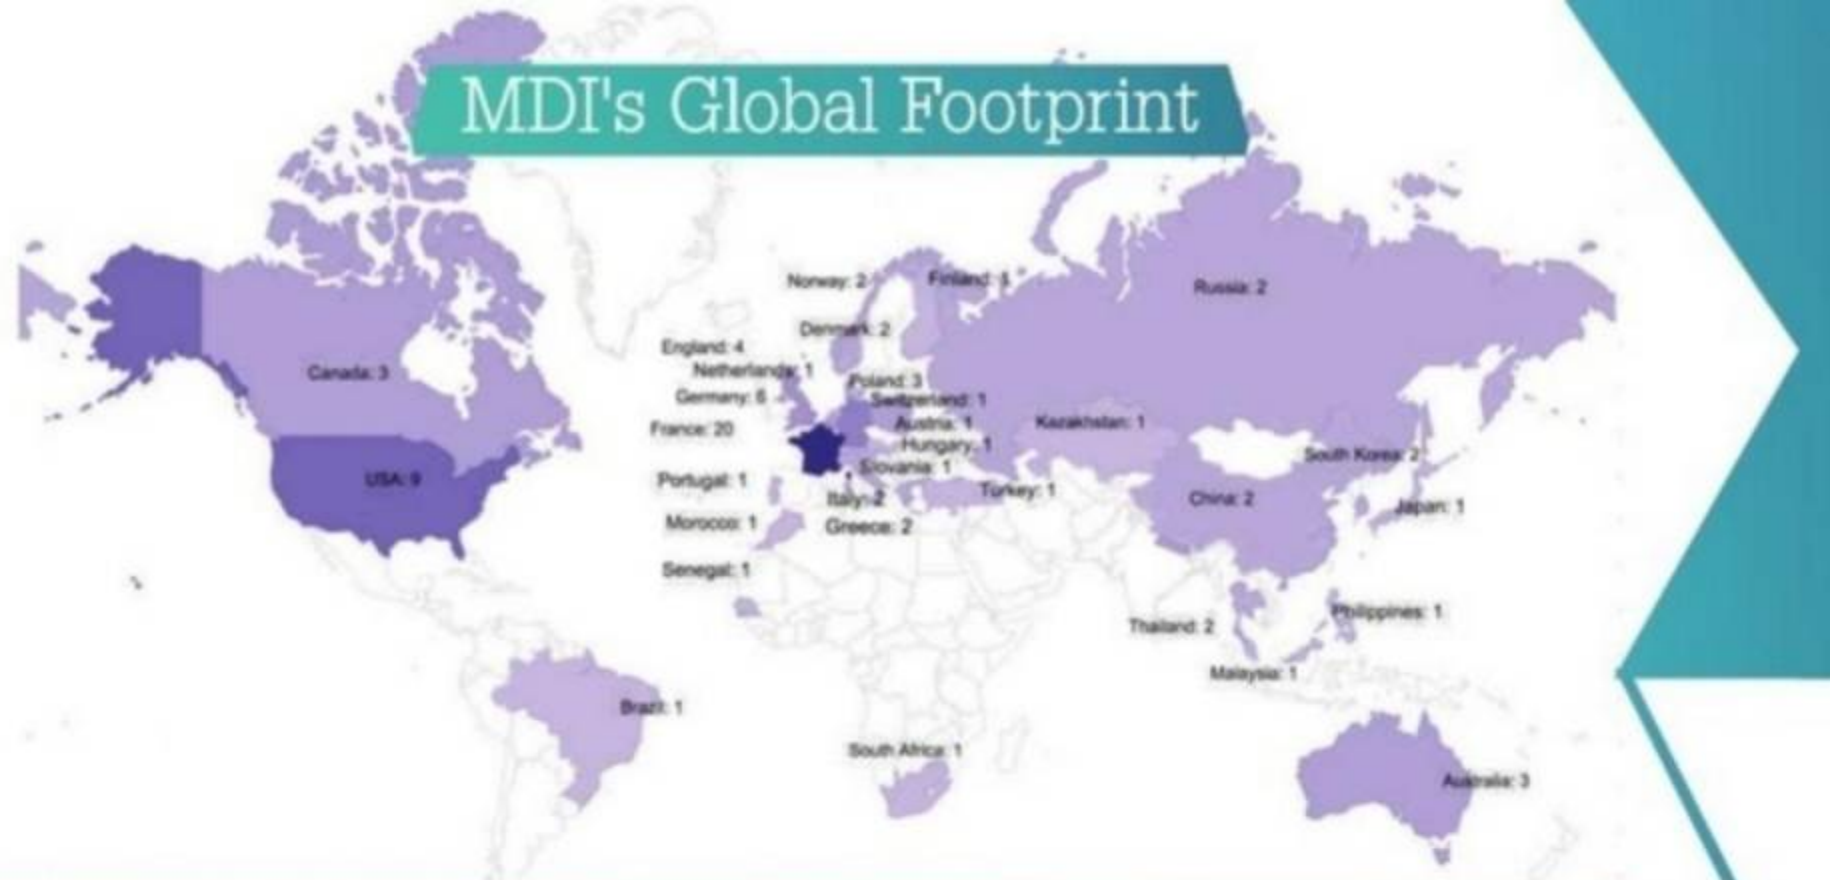 MDI's Global Footprint
Norway: 2
Finland: 1
Russia: 2
Denmark: 2
England: 4
Netherlands: 1
Canada: 3
Poland: 3
Germany: 6
Switzerland: 1
Austria: 1
Kazakhstan: 1
France: 20
Hungary: 1
South Korea: 2
Slovania: 1
USA: 9
Portugal: 1
Turkey: 1
Italy: 2
China: 2
Japan: 1
Morocco: 1
Greece: 2
Senegal: 1
Philippines: 1
Thailand: 2
Malaysia: 1
Brazil: 1
South Africa: 1
Australia: 3